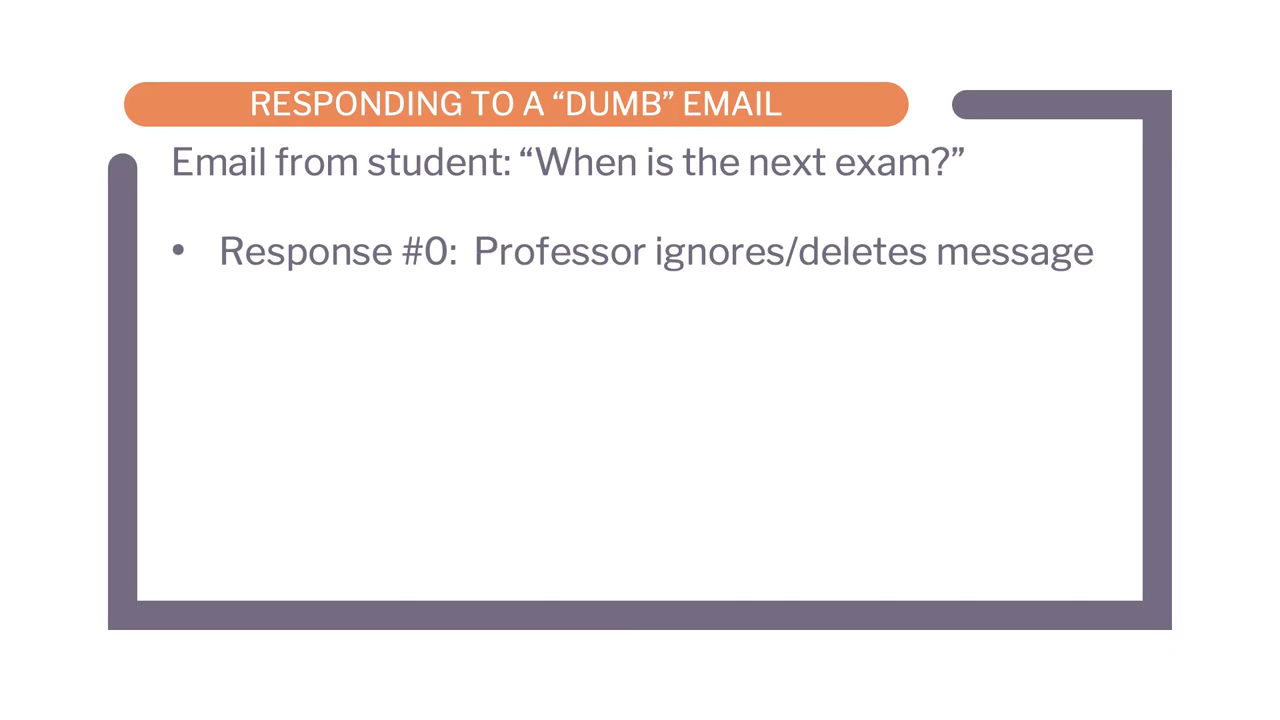 RESPONDING TO A “DUMB” EMAIL
Email from student: “When is the next exam?”
• Response #0:  Professor ignores/deletes message